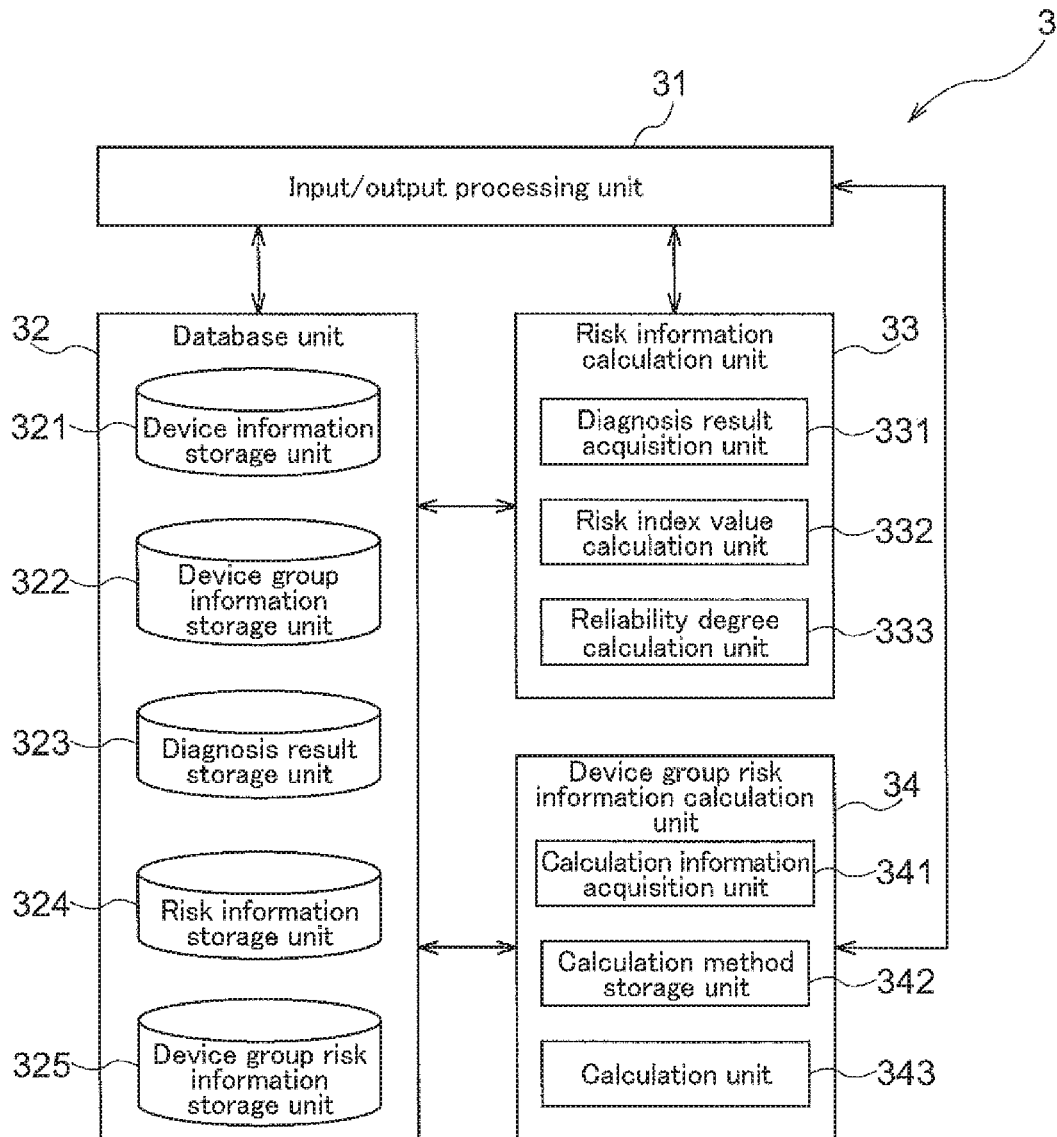 3
31
Input/output processing unit
32
Database unit
321
Device information
storage unit
322
Device group
information
storage unit
323
Diagnosis result
storage unit
324
Risk information
storage unit
325
Device group risk
information
storage unit
Risk information
calculation unit
33
Diagnosis result
acquisition unit
331
Risk index value
calculation unit
332
Reliability degree
calculation unit
333
Device group risk
information calculation
unit
34
Calculation information
acquisition unit
341
Calculation method
storage unit
342
Calculation unit
343